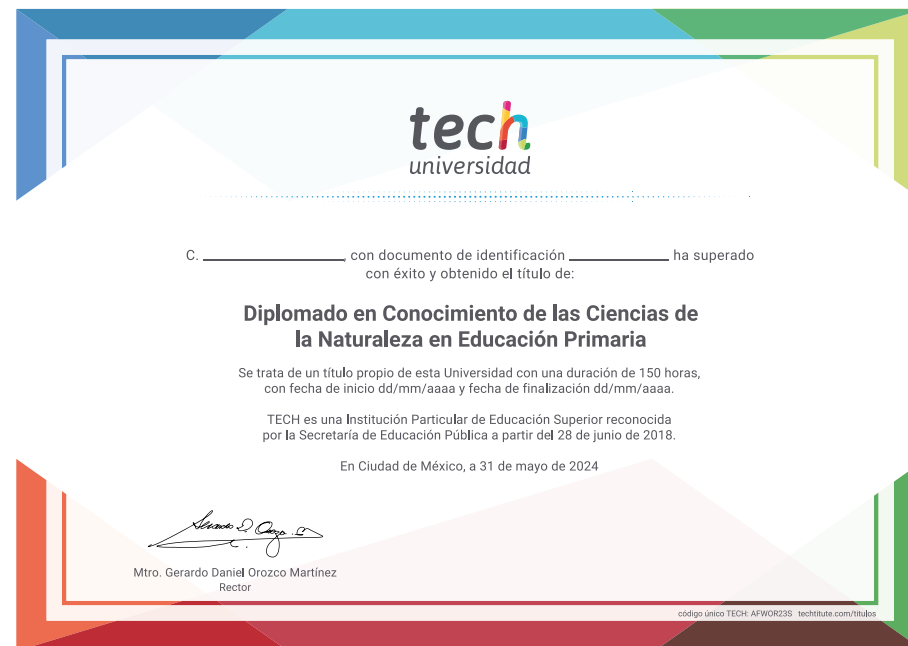 tech
universidad
C. ____________, con documento de identificación ____________ ha superado
con éxito y obtenido el título de:
Diplomado en Conocimiento de las Ciencias de
la Naturaleza en Educación Primaria
Se trata de un título propio de esta Universidad con una duración de 150 horas,
con fecha de inicio dd/mm/aaaa y fecha de finalización dd/mm/aaaa.
TECH es una Institución Particular de Educación Superior reconocida
por la Secretaría de Educación Pública a partir del 28 de junio de 2018.
En Ciudad de México, a 31 de mayo de 2024
Mtro. Gerardo Daniel Orozco Martínez
Rector
código único TECH: AFWOR23S techtitute.com/titulos